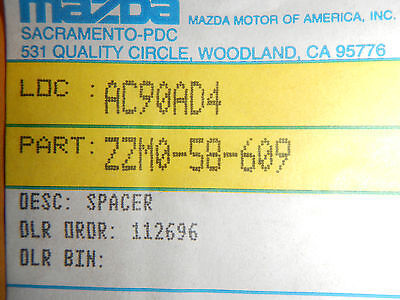 mazda
MAZDA MOTOR OF AMERICA, INC.
SACRAMENTO-PDC
531 QUALITY CIRCLE, WOODLAND, CA 95776
LOC : AC90AD4
PART: ZZM0-58-609
DESC: SPACER
DLR ORDR: 112696
DLR BIN: